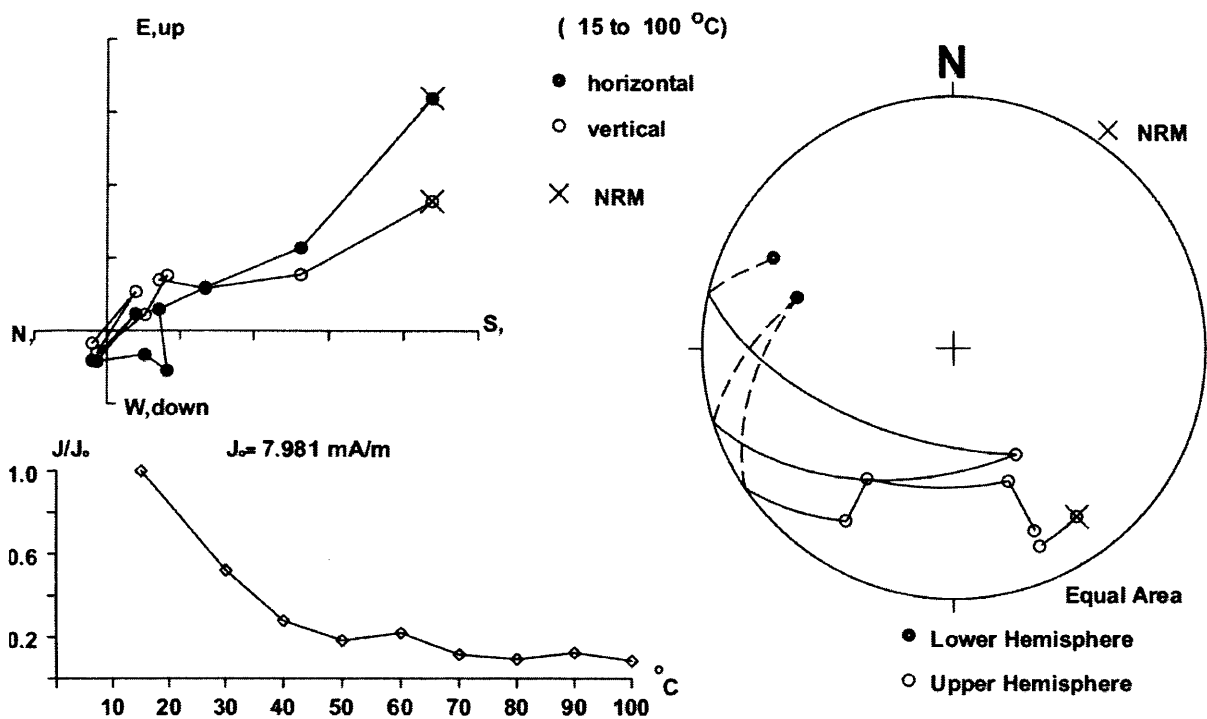 E,up
N,
S,
W,down
( 15 to 100 °C)
horizontal
vertical
NRM
N
NRM
Equal Area
Lower Hemisphere
Upper Hemisphere
J/J₀
J₀= 7.981 mA/m
1.0
0.6
0.2
10 20 30 40 50 60 70 80 90 100
°C